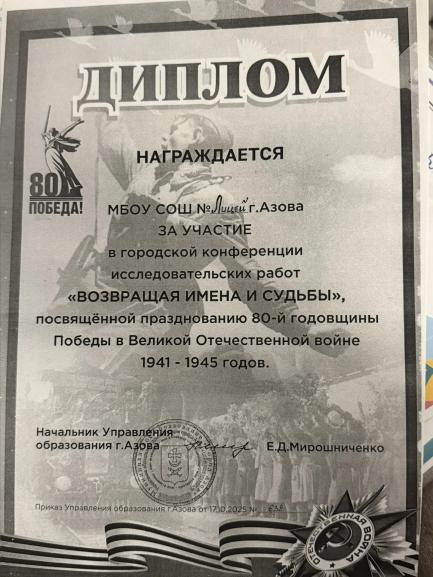 ДИПЛОМ
НАГРАЖДАЕТСЯ
80
ПОБЕДА!
МБОУ СОШ № Лицей г.Азова
ЗА УЧАСТИЕ
в городской конференции
исследовательских работ
«ВОЗВРАЩАЯ ИМЕНА И СУДЬБЫ»,
посвящённой празднованию 80-й годовщины
Победы в Великой Отечественной войне
1941 - 1945 годов.
Начальник Управления
образования г.Азова
Е.Д.Мирошниченко
Приказ Управления образования г.Азова от 17.10.2025 №
ОТЕЧЕСТВЕННАЯ ВОЙНА